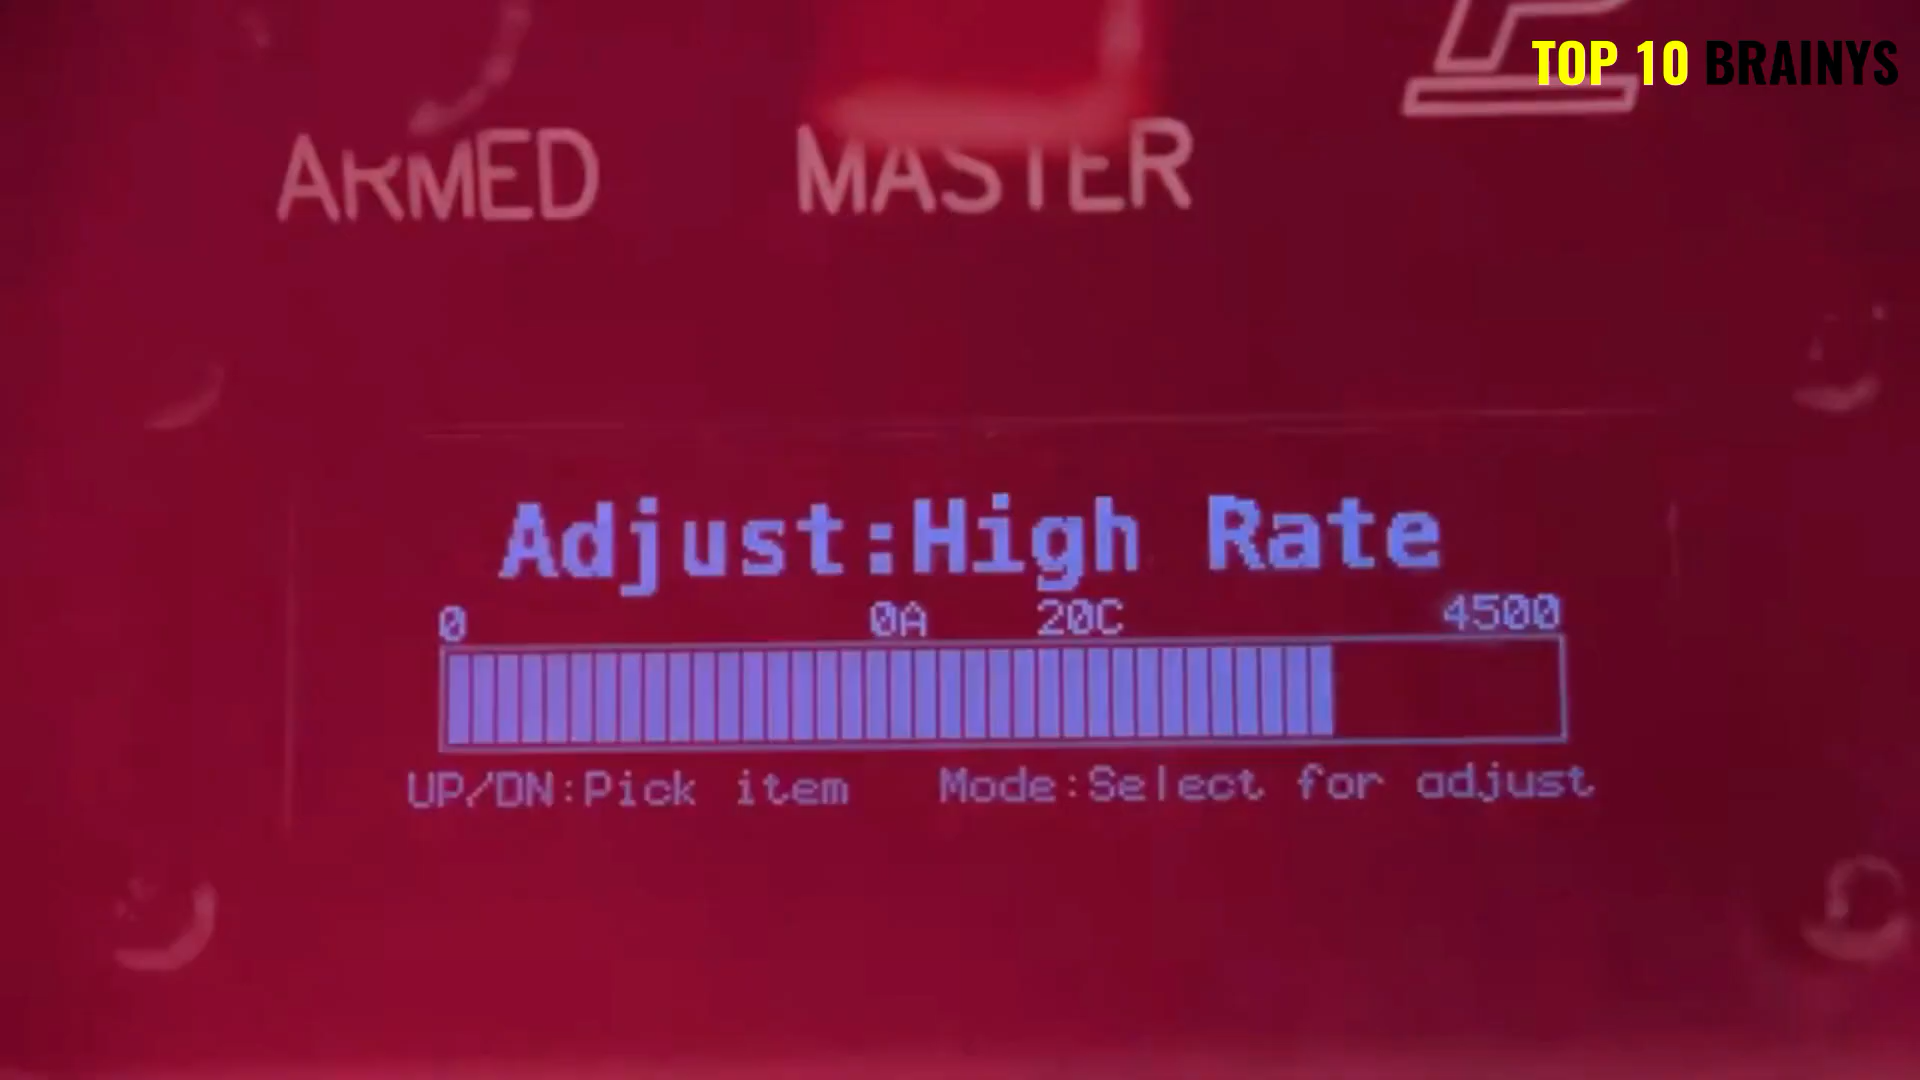 TOP 10 BRAINYS
ARMED MASTER
Adjust:High Rate
0 0A 20C 4500
UP/DN:Pick item Mode:Select for adjust